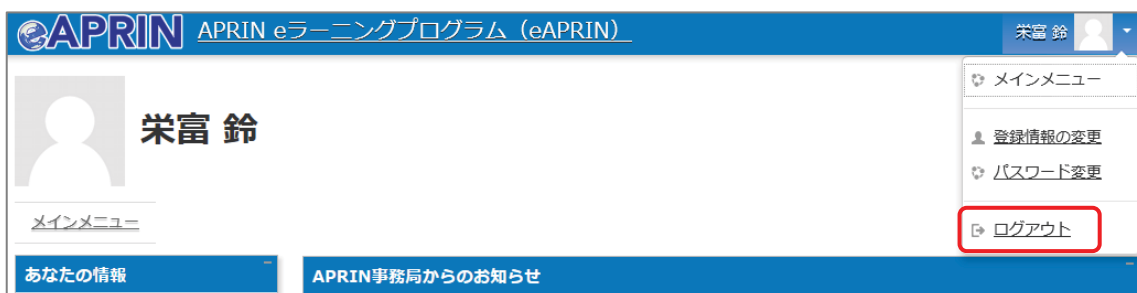 APRIN APRIN eラーニングプログラム（eAPRIN）
栄富 鈴
メインメニュー
栄富 鈴
登録情報の変更
パスワード変更
メインメニュー
ログアウト
あなたの情報
APRIN事務局からのお知らせ